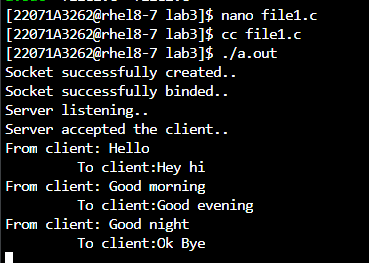 [22071A3262@rhel8-7 lab3]$ nano file1.c
[22071A3262@rhel8-7 lab3]$ cc file1.c
[22071A3262@rhel8-7 lab3]$ ./a.out
Socket successfully created..
Socket successfully binded..
Server listening..
Server accepted the client..
From client: Hello
        To client:Hey hi
From client: Good morning
        To client:Good evening
From client: Good night
        To client:Ok Bye